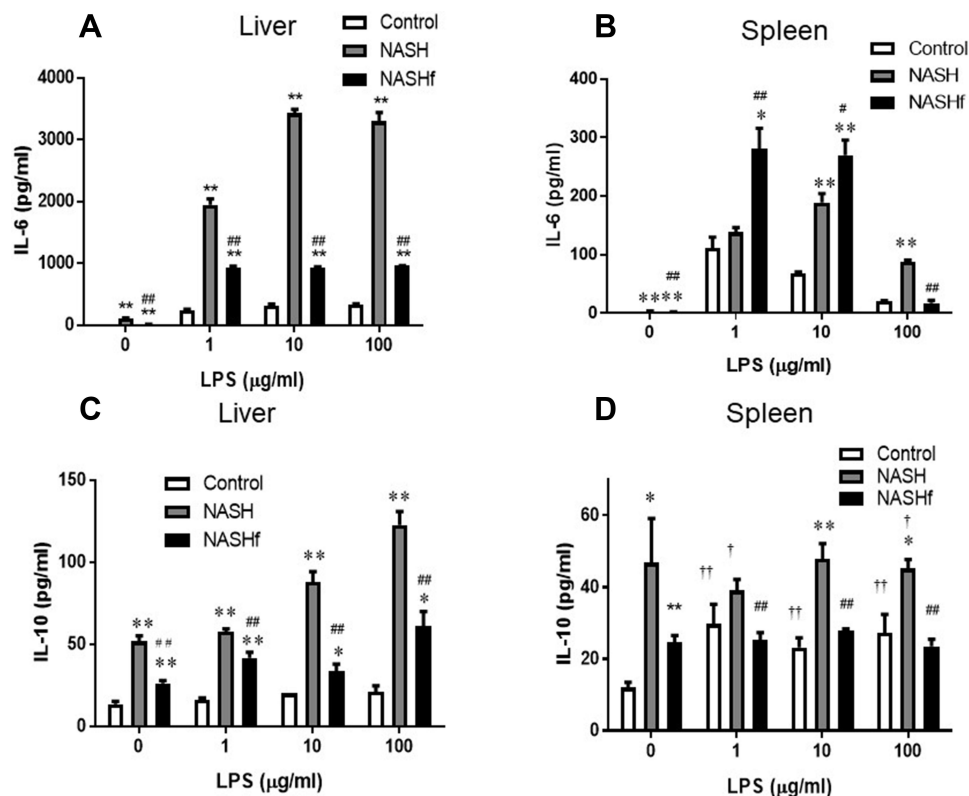 A
Liver
Control
NASH
NASHf
IL-6 (pg/ml)
4000
3000
2000
1000
0
** ** ** **
## ## ## ##
** ** ** **
0 1 10 100
LPS (µg/ml)
B
Spleen
Control
NASH
NASHf
IL-6 (pg/ml)
400
300
200
100
0
## ## # ##
**** * ** ** **
0 1 10 100
LPS (µg/ml)
C
Liver
Control
NASH
NASHf
IL-10 (pg/ml)
150
100
50
0
** ** ** **
## ## ## ##
** ** * *
0 1 10 100
LPS (µg/ml)
D
Spleen
Control
NASH
NASHf
IL-10 (pg/ml)
60
40
20
0
* ** †† † ## †† ** ## †† † * ##
0 1 10 100
LPS (µg/ml)